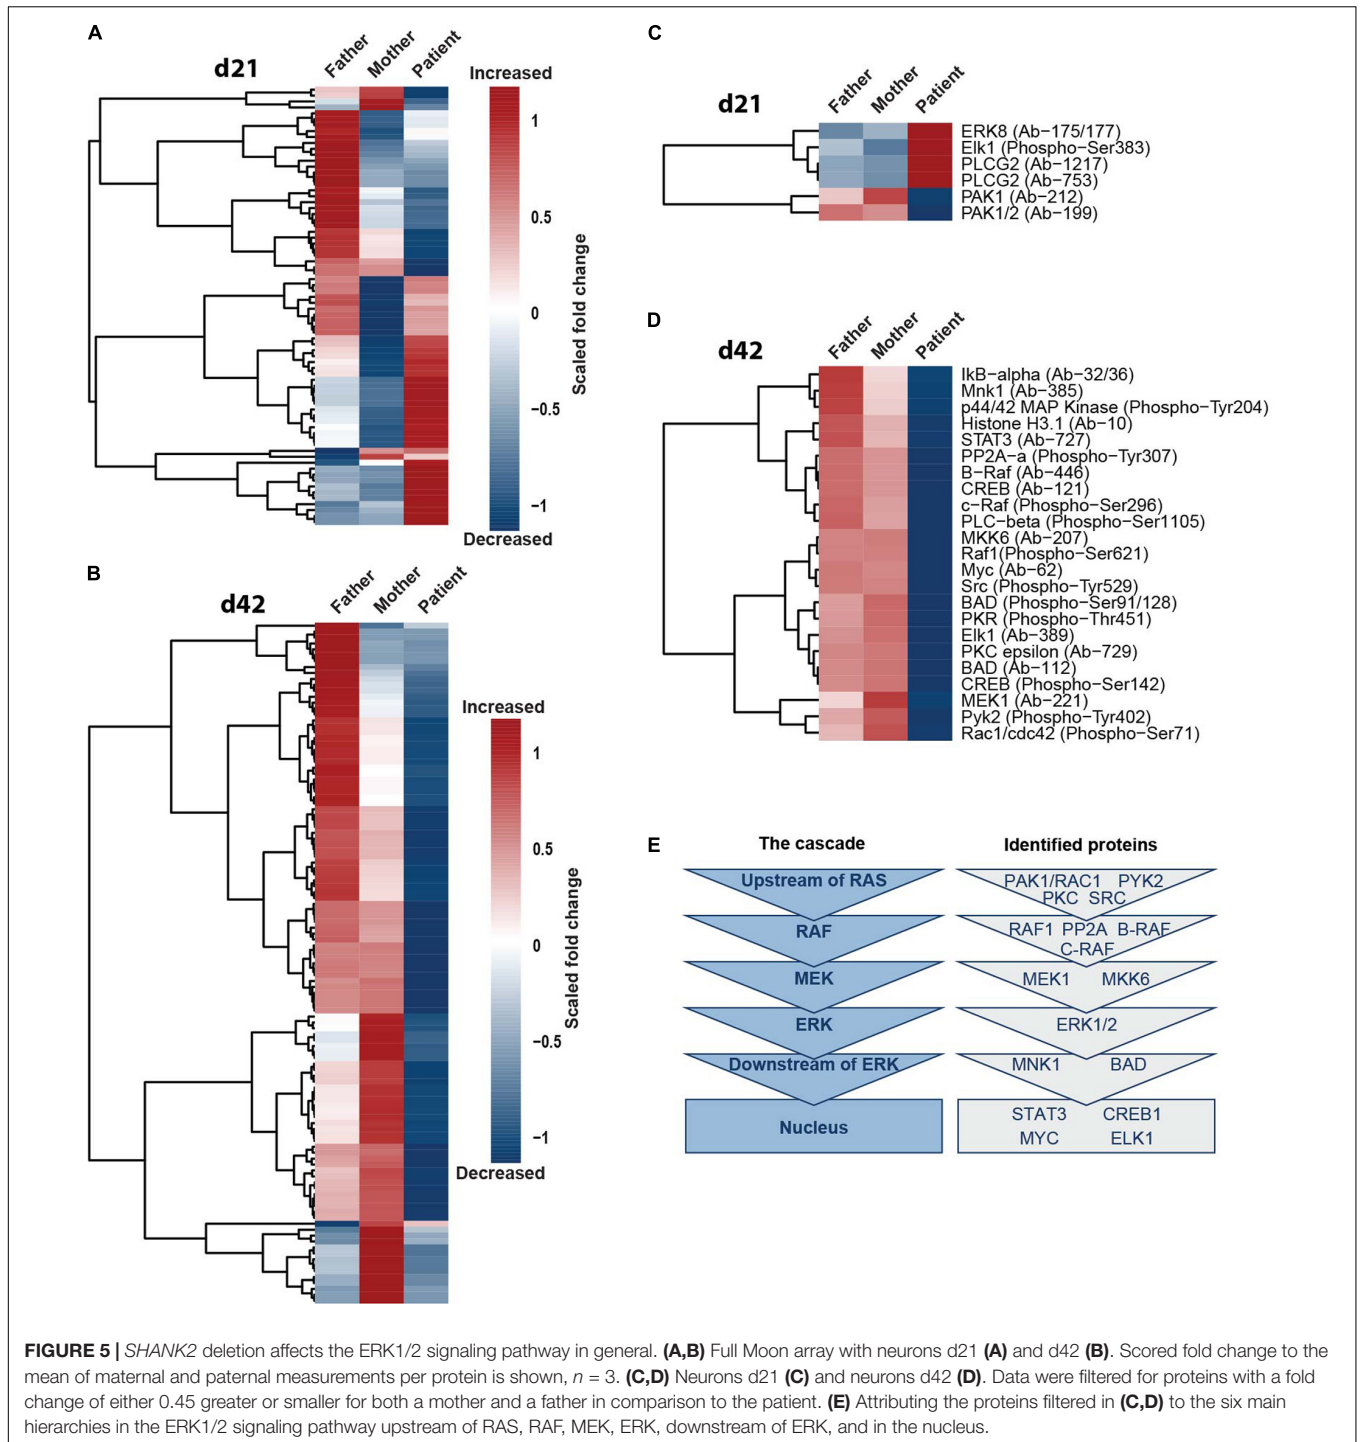 A
d21
Father
Mother
Patient
Increased
1
0.5
0
−0.5
−1
Decreased
Scaled fold change
B
d42
Father
Mother
Patient
Increased
1
0.5
0
−0.5
−1
Decreased
Scaled fold change
C
d21
Father
Mother
Patient
ERK8 (Ab−175/177)
Elk1 (Phospho−Ser383)
PLCG2 (Ab−1217)
PLCG2 (Ab−753)
PAK1 (Ab−212)
PAK1/2 (Ab−199)
D
d42
Father
Mother
Patient
IkB−alpha (Ab−32/36)
Mnk1 (Ab−385)
p44/42 MAP Kinase (Phospho−Tyr204)
Histone H3.1 (Ab−10)
STAT3 (Ab−727)
PP2A−a (Phospho−Tyr307)
B−Raf (Ab−446)
CREB (Ab−121)
c−Raf (Phospho−Ser296)
PLC−beta (Phospho−Ser1105)
MKK6 (Ab−207)
Raf1(Phospho−Ser621)
Myc (Ab−62)
Src (Phospho−Tyr529)
BAD (Phospho−Ser91/128)
PKR (Phospho−Thr451)
Elk1 (Ab−389)
PKC epsilon (Ab−729)
BAD (Ab−112)
CREB (Phospho−Ser142)
MEK1 (Ab−221)
Pyk2 (Phospho−Tyr402)
Rac1/cdc42 (Phospho−Ser71)
E
The cascade
Identified proteins
Upstream of RAS
PAK1/RAC1 PYK2
PKC SRC
RAF
RAF1 PP2A B-RAF
C-RAF
MEK
MEK1 MKK6
ERK
ERK1/2
Downstream of ERK
MNK1 BAD
Nucleus
STAT3 CREB1
MYC ELK1
FIGURE 5 | SHANK2 deletion affects the ERK1/2 signaling pathway in general. (A,B) Full Moon array with neurons d21 (A) and d42 (B). Scored fold change to the
mean of maternal and paternal measurements per protein is shown, n = 3. (C,D) Neurons d21 (C) and neurons d42 (D). Data were filtered for proteins with a fold
change of either 0.45 greater or smaller for both a mother and a father in comparison to the patient. (E) Attributing the proteins filtered in (C,D) to the six main
hierarchies in the ERK1/2 signaling pathway upstream of RAS, RAF, MEK, ERK, downstream of ERK, and in the nucleus.